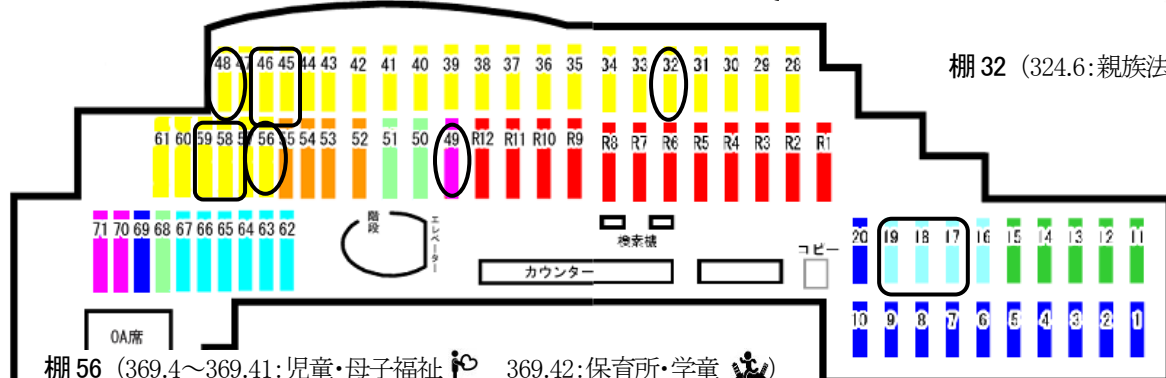 48 47 46 45 44 43 42 41 40 39 38 37 36 35 34 33 32 31 30 29 28
棚 32（324.6：親族法
61 60 59 58 57 56 55 54 53 52 51 50 49 R12 R11 R10 R9 R8 R7 R6 R5 R4 R3 R2 R1
71 70 69 68 67 66 65 64 63 62
階段
エレベーター
検索機
カウンター
コピー
20 19 18 17 16 15 14 13 12 11
10 9 8 7 6 5 4 3 2 1
OA席
棚 56（369.4～369.41：児童・母子福祉 369.42：保育所・学童）